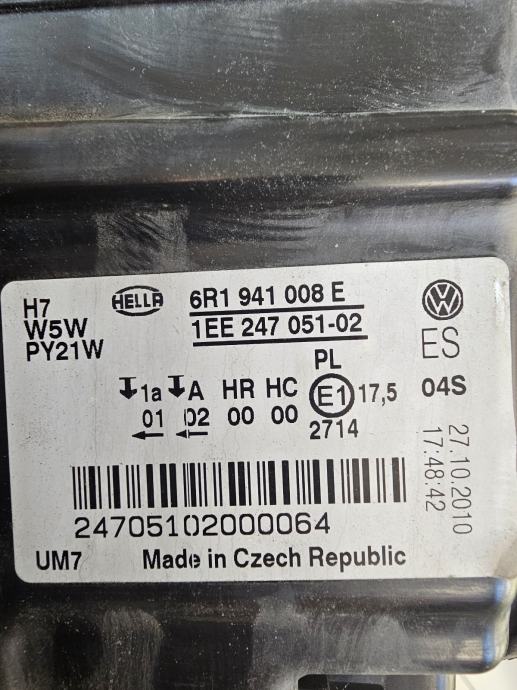 H7
W5W
PY21W
HELLA
6R1 941 008 E
1EE 247 051-02
ES
PL
1a A HR HC E1 17,5 04S
01 02 00 00 2714
27.10.2010
17:48:42
24705102000064
UM7 Made in Czech Republic